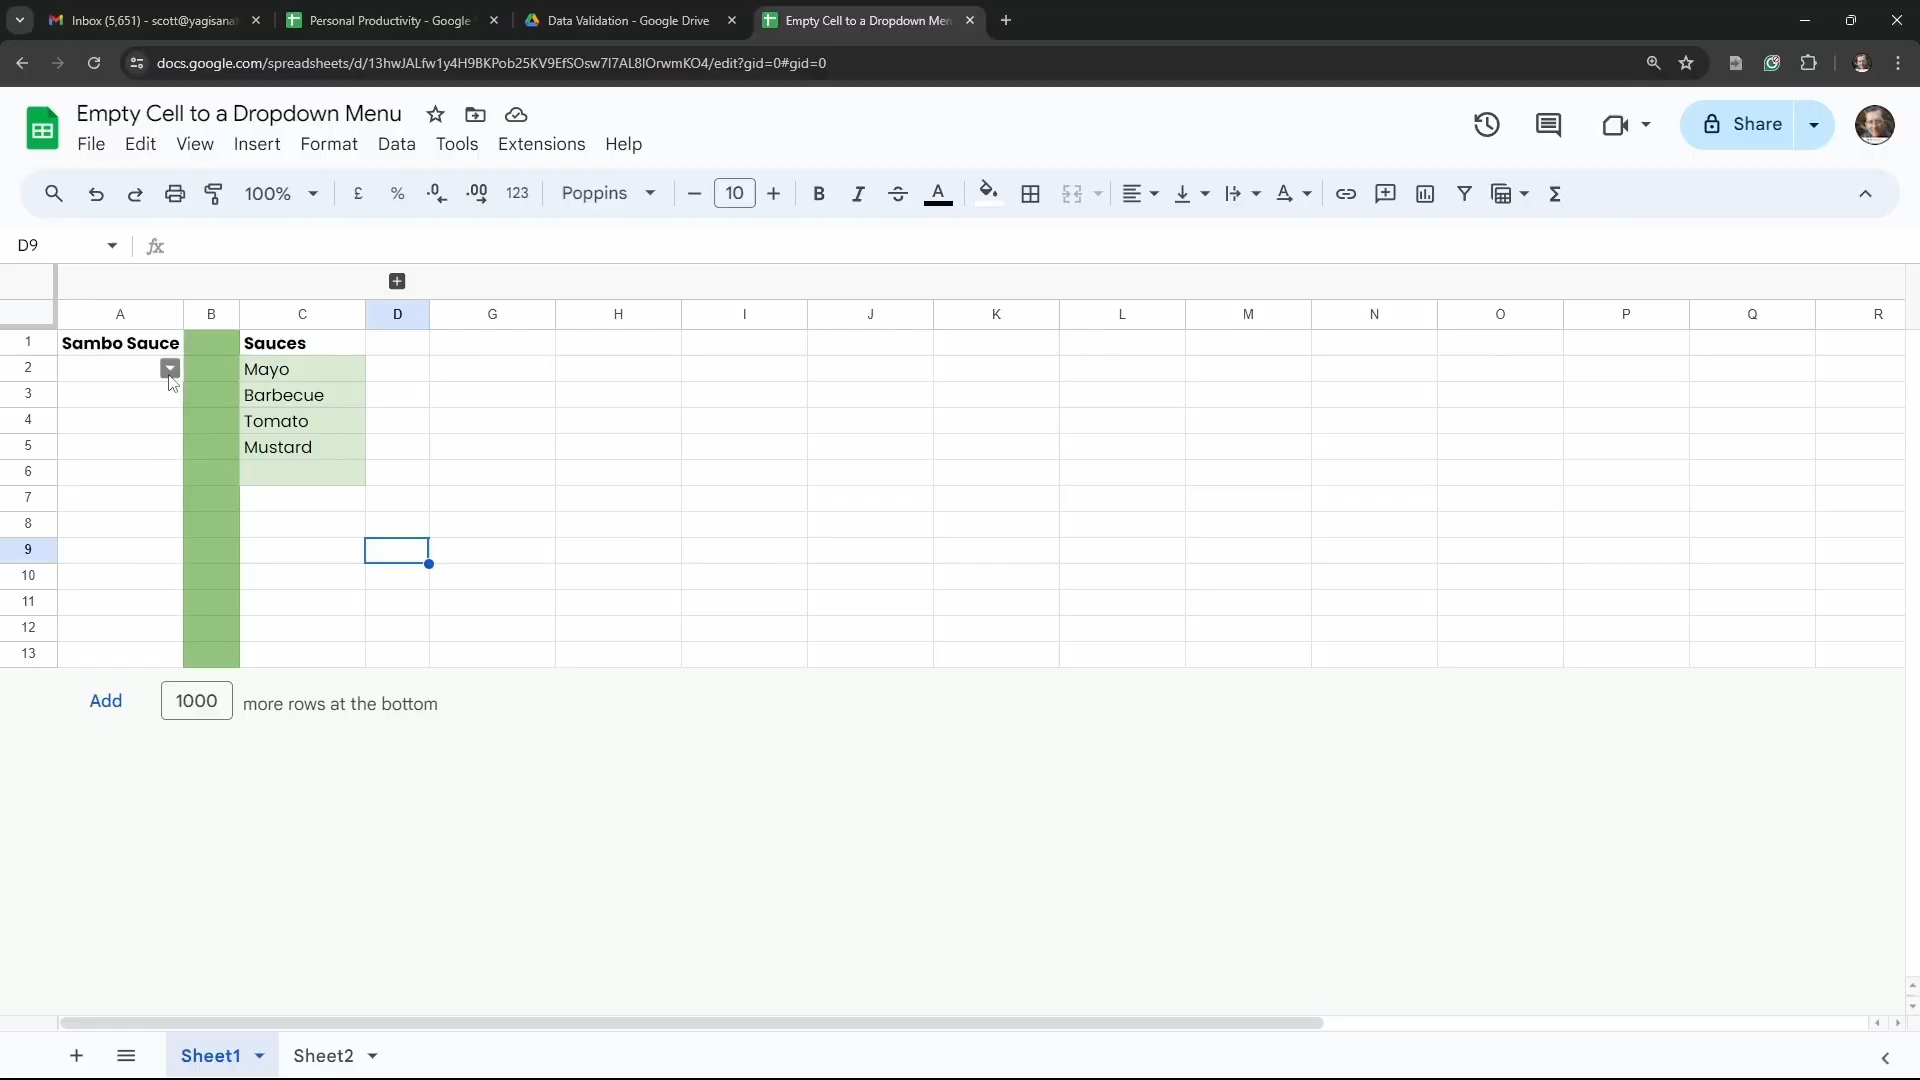 Inbox (5,651) - scott@yagisana
Personal Productivity - Google
Data Validation - Google Drive
Empty Cell to a Dropdown Men
docs.google.com/spreadsheets/d/13hwJALfw1y4H9BKPob25KV9EfSOsw7I7AL8lOrwmKO4/edit?gid=0#gid=0
Empty Cell to a Dropdown Menu
File Edit View Insert Format Data Tools Extensions Help
Share
100% £ % .0 .00 123 Poppins 10 B I S A A Σ
D9 fx
A B C D G H I J K L M N O P Q R
1 Sambo Sauce Sauces
2 Mayo
3 Barbecue
4 Tomato
5 Mustard
6
7
8
9
10
11
12
13
Add 1000 more rows at the bottom
Sheet1 Sheet2